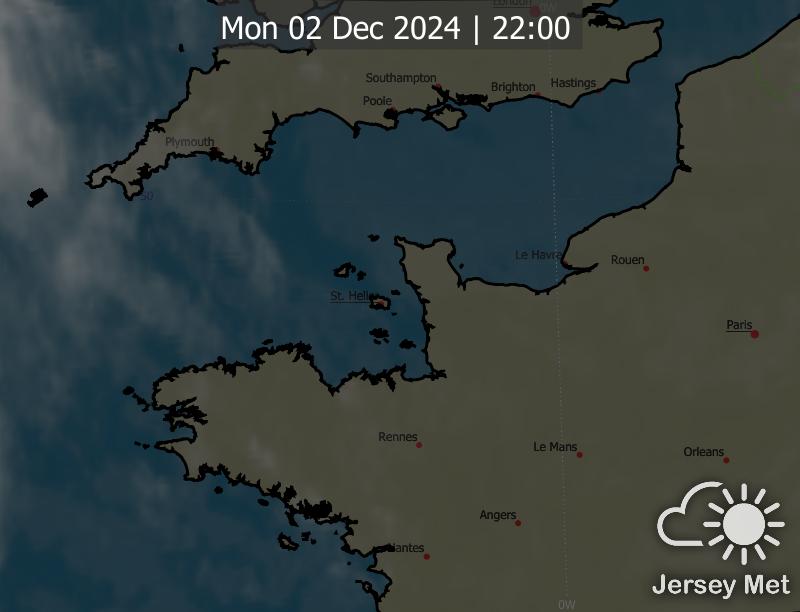 London
0W
Mon 02 Dec 2024 | 22:00
Southampton
Brighton
Hastings
Poole
Plymouth
50
Le Havre
Rouen
St. Helier
Paris
Rennes
Le Mans
Orleans
Angers
Nantes
Jersey Met
0W